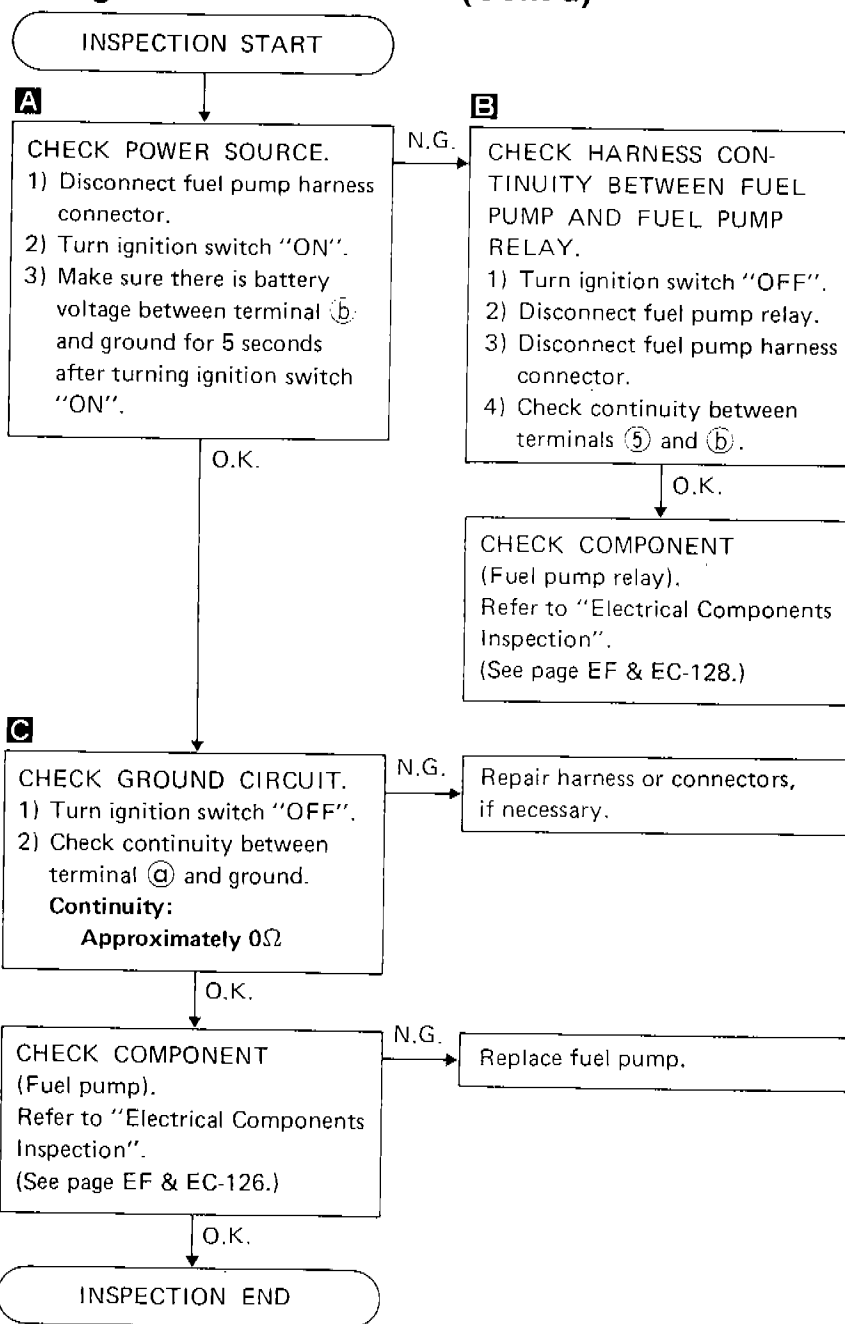 (Cont'd)
INSPECTION START
A
CHECK POWER SOURCE.
1) Disconnect fuel pump harness
connector.
2) Turn ignition switch "ON".
3) Make sure there is battery
voltage between terminal ⓑ
and ground for 5 seconds
after turning ignition switch
"ON".
N.G.
B
CHECK HARNESS CON-
TINUITY BETWEEN FUEL
PUMP AND FUEL PUMP
RELAY.
1) Turn ignition switch "OFF".
2) Disconnect fuel pump relay.
3) Disconnect fuel pump harness
connector.
4) Check continuity between
terminals ⑤ and ⓑ.
O.K.
O.K.
CHECK COMPONENT
(Fuel pump relay).
Refer to "Electrical Components
Inspection".
(See page EF & EC-128.)
C
CHECK GROUND CIRCUIT.
1) Turn ignition switch "OFF".
2) Check continuity between
terminal ⓐ and ground.
Continuity:
Approximately 0Ω
N.G.
Repair harness or connectors,
if necessary.
O.K.
CHECK COMPONENT
(Fuel pump).
Refer to "Electrical Components
Inspection".
(See page EF & EC-126.)
N.G.
Replace fuel pump.
O.K.
INSPECTION END